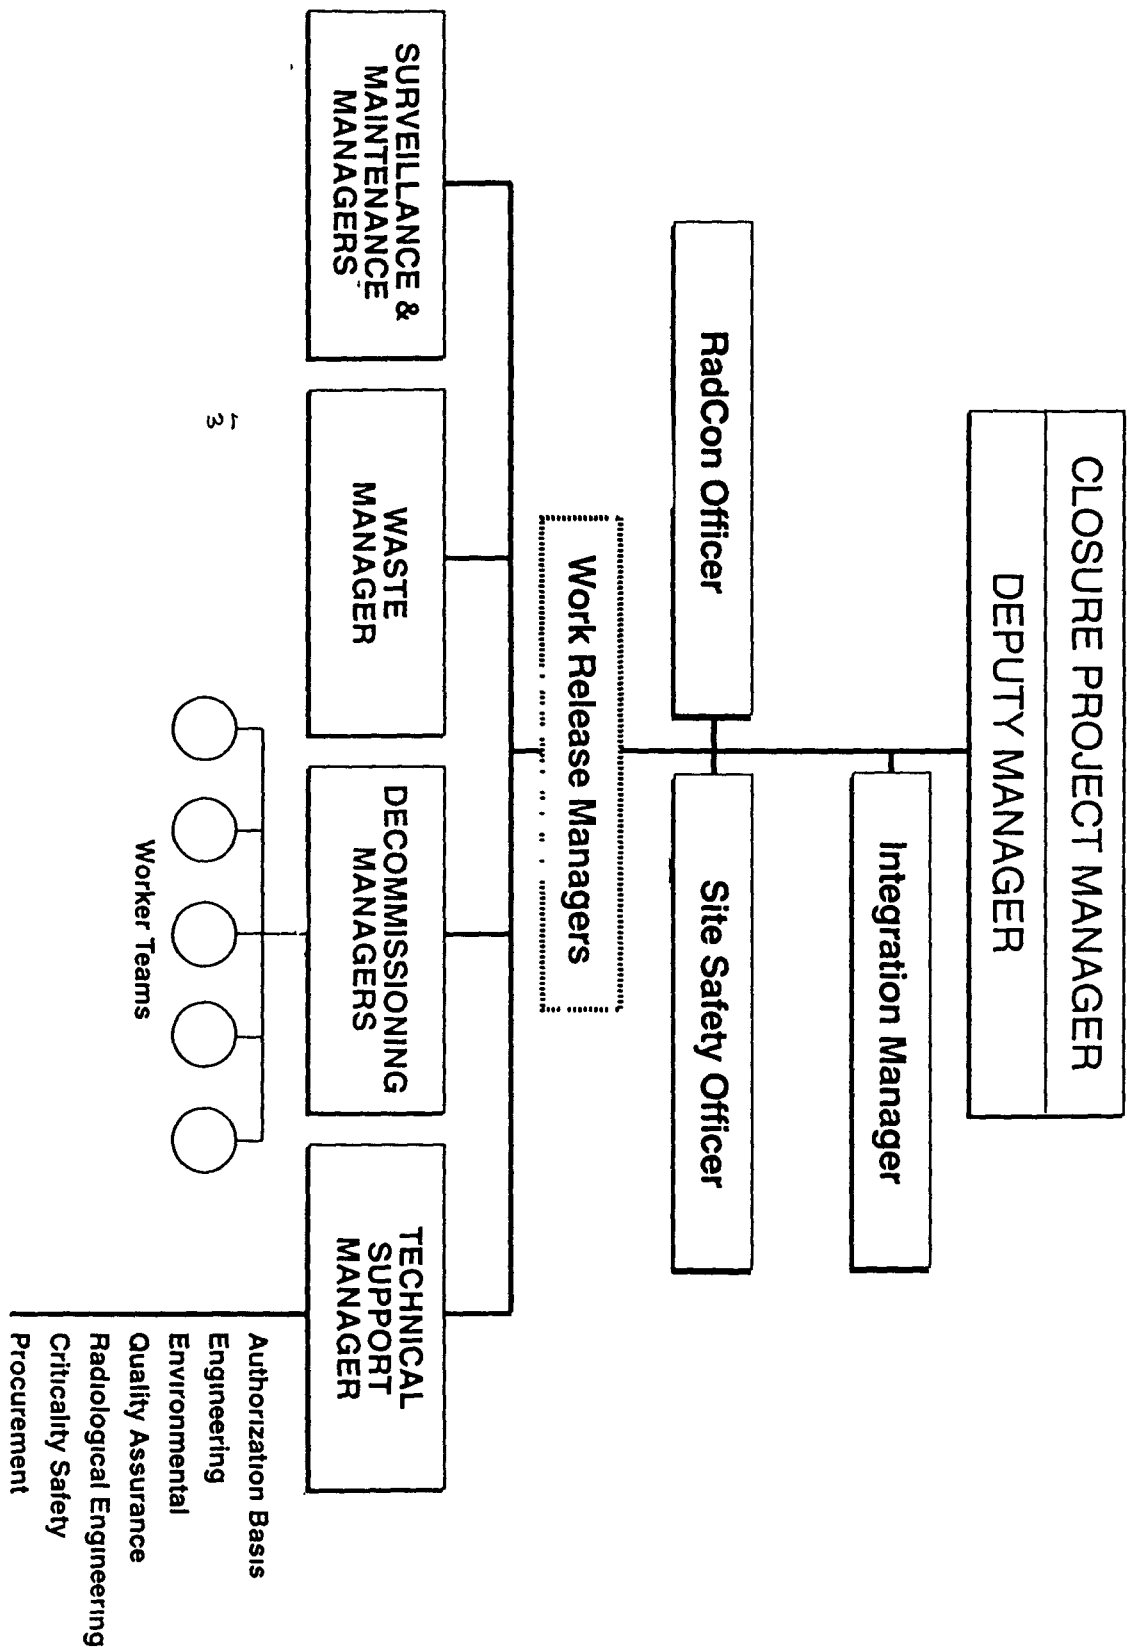 CLOSURE PROJECT MANAGER
DEPUTY MANAGER
Integration Manager
RadCon Officer
Site Safety Officer
Work Release Managers
SURVEILLANCE &
MAINTENANCE
MANAGERS
WASTE
MANAGER
DECOMMISSIONING
MANAGERS
TECHNICAL
SUPPORT
MANAGER
Worker Teams
Authorization Basis
Engineering
Environmental
Quality Assurance
Radiological Engineering
Criticality Safety
Procurement